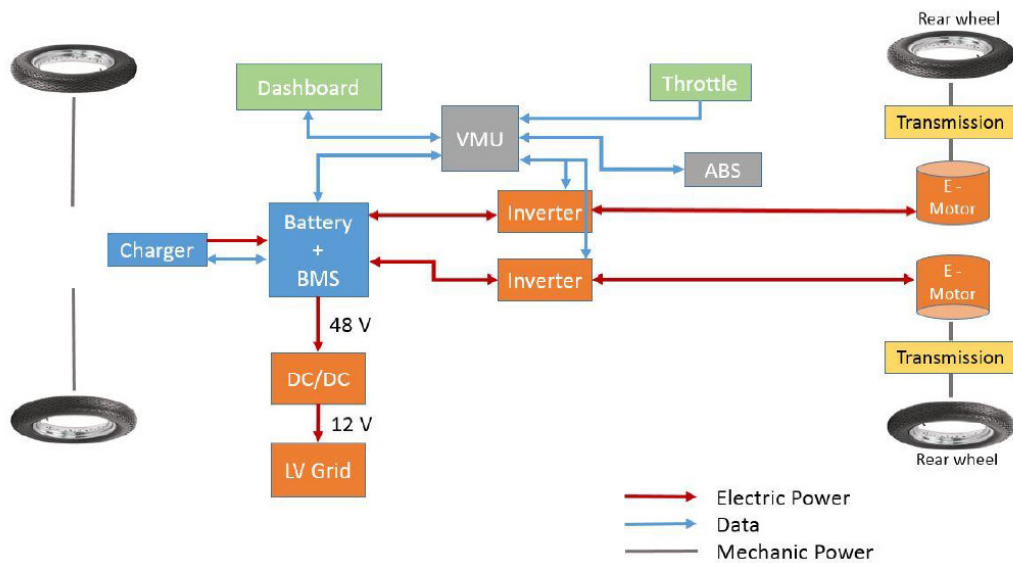 Rear wheel
Dashboard
Throttle
Transmission
VMU
ABS
E -
Motor
Inverter
Battery
+
BMS
Charger
Inverter
E -
Motor
48 V
DC/DC
Transmission
12 V
LV Grid
Rear wheel
Electric Power
Data
Mechanic Power